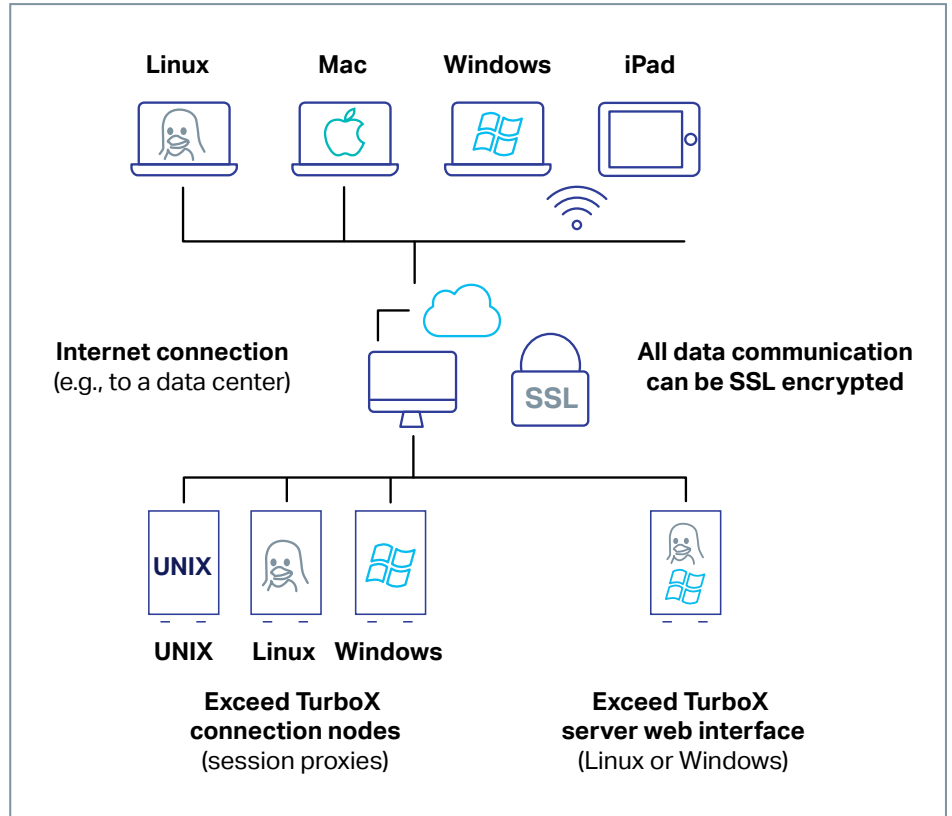 Linux
Mac
Windows
iPad
Internet connection
(e.g., to a data center)
SSL
All data communication
can be SSL encrypted
UNIX
UNIX
Linux
Windows
Exceed TurboX
connection nodes
(session proxies)
Exceed TurboX
server web interface
(Linux or Windows)